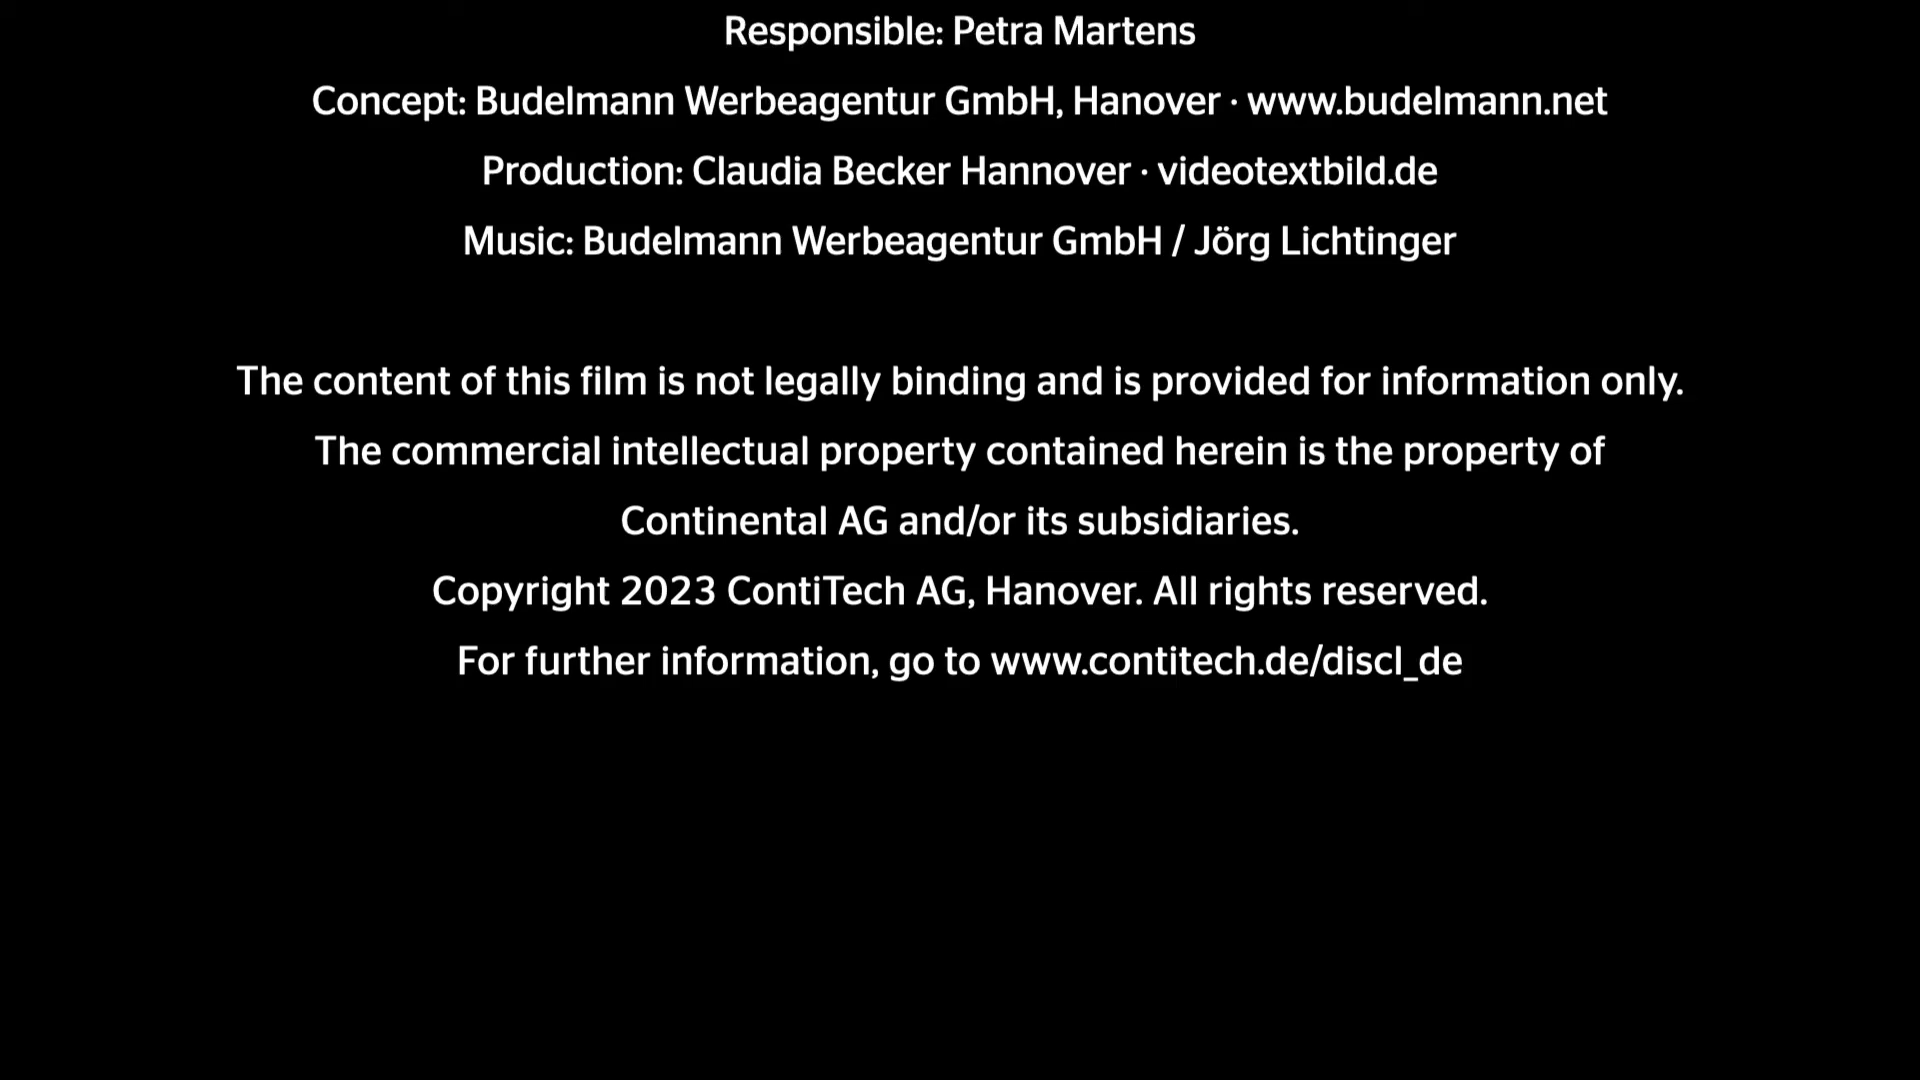 Responsible: Petra Martens
Concept: Budelmann Werbeagentur GmbH, Hanover · www.budelmann.net
Production: Claudia Becker Hannover · videotextbild.de
Music: Budelmann Werbeagentur GmbH / Jörg Lichtinger
The content of this film is not legally binding and is provided for information only.
The commercial intellectual property contained herein is the property of
Continental AG and/or its subsidiaries.
Copyright 2023 ContiTech AG, Hanover. All rights reserved.
For further information, go to www.contitech.de/discl_de